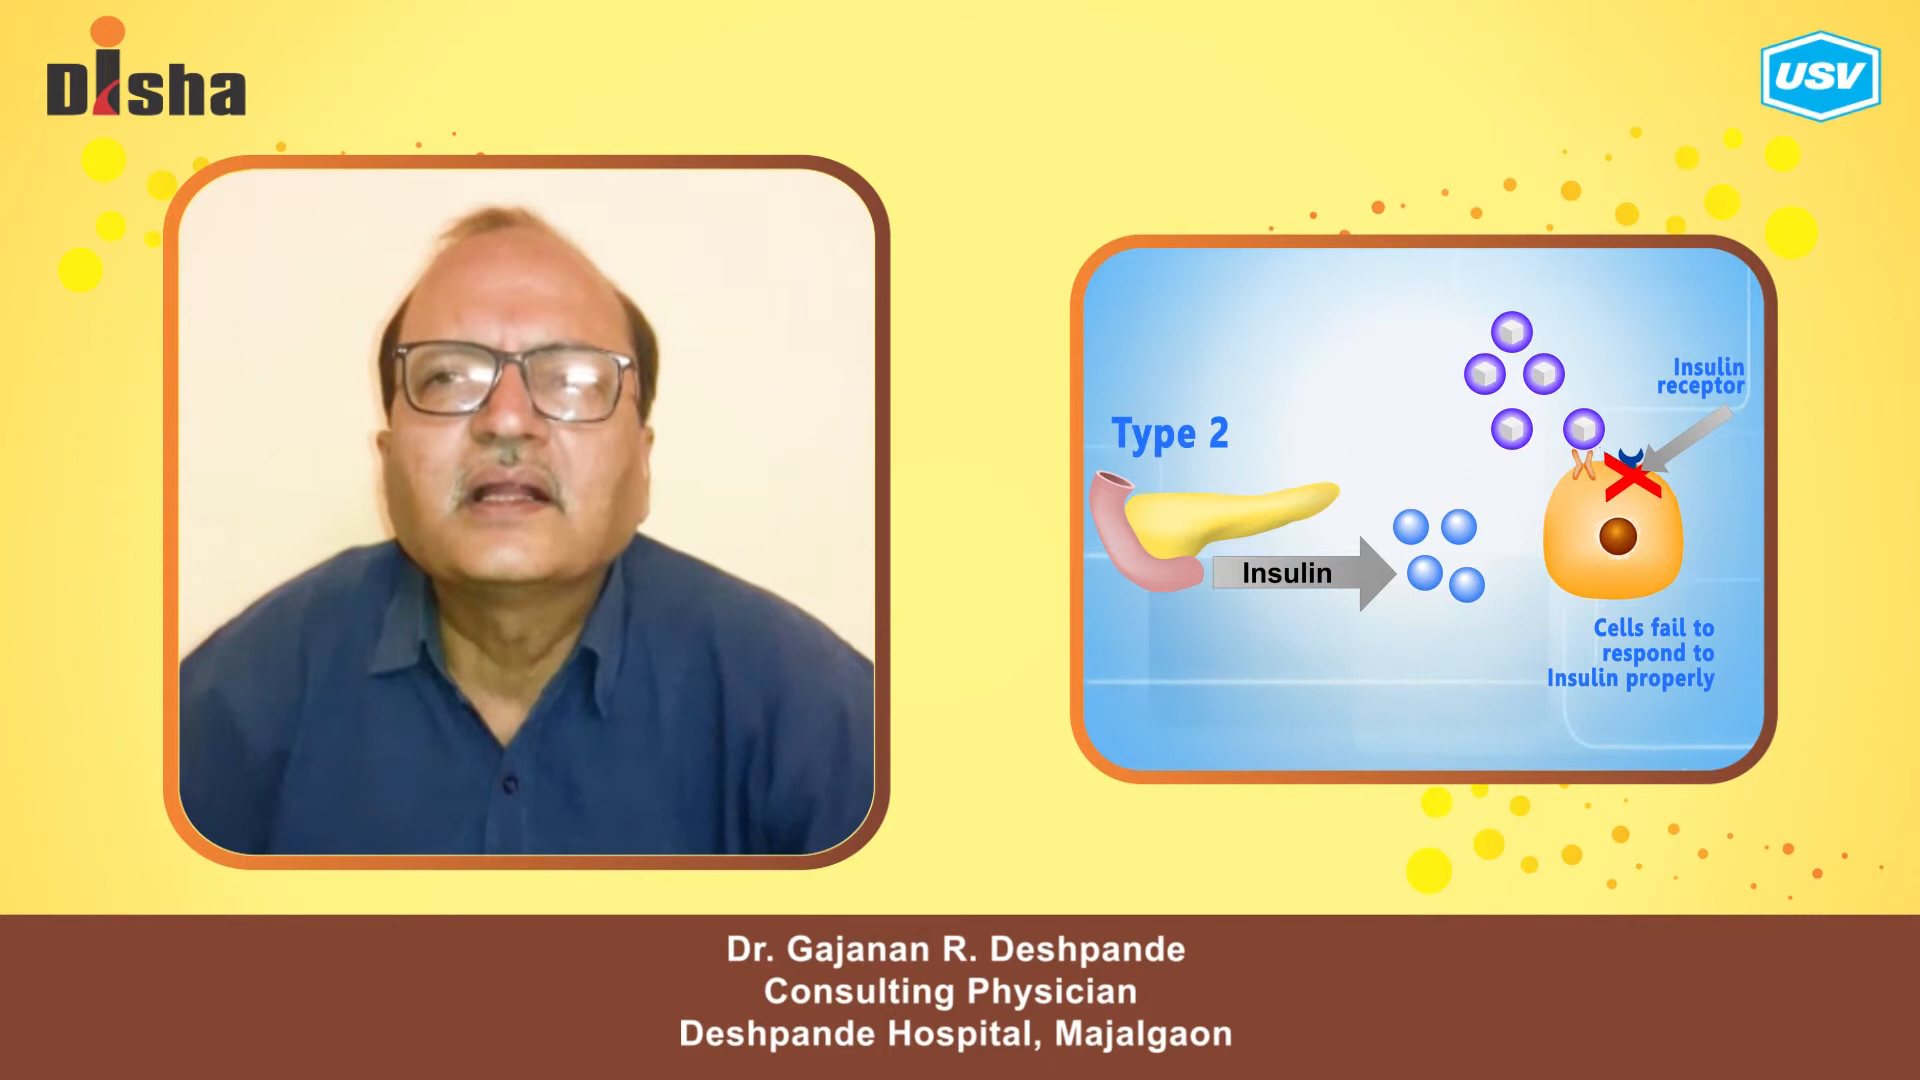 Disha
USV
Type 2
Insulin
receptor
Insulin
Cells fail to
respond to
Insulin properly
Dr. Gajanan R. Deshpande
Consulting Physician
Deshpande Hospital, Majalgaon